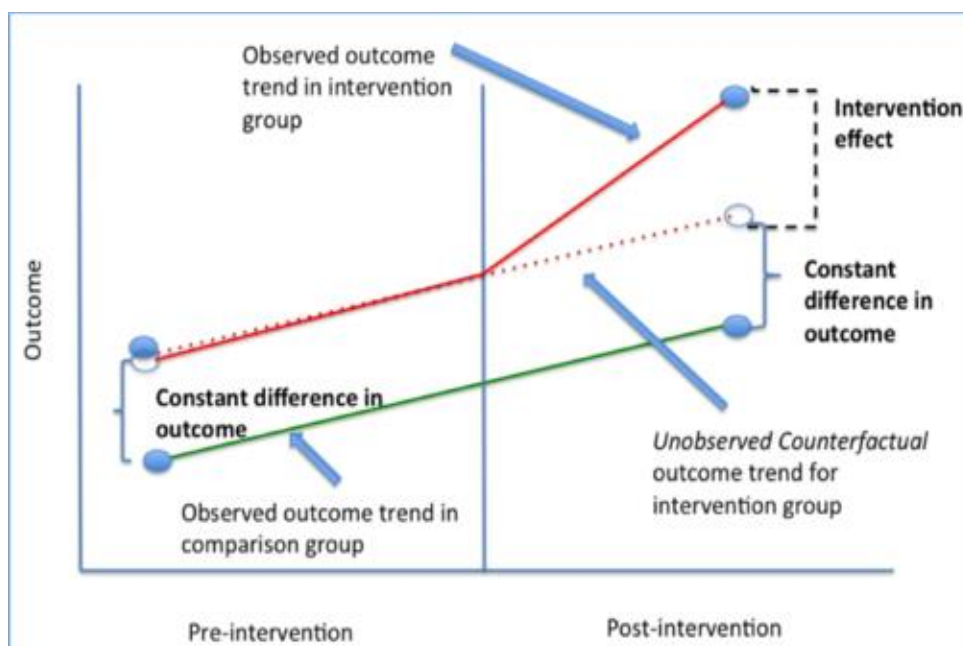 Observed outcome
trend in intervention
group
Intervention
effect
Constant
difference in
outcome
Outcome
Constant difference in
outcome
Unobserved Counterfactual
outcome trend for
intervention group
Observed outcome trend in
comparison group
Pre-intervention
Post-intervention